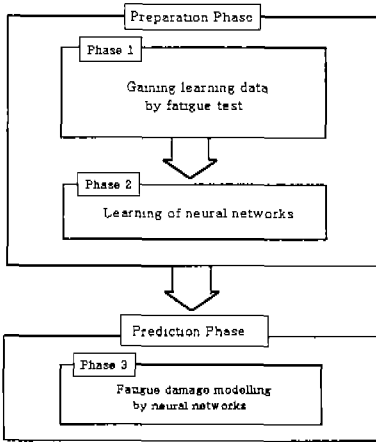 Preparation Phase
Phase 1
Gaining learning data
by fatigue test
Phase 2
Learning of neural networks
Prediction Phase
Phase 3
Fatigue damage modelling
by neural networks